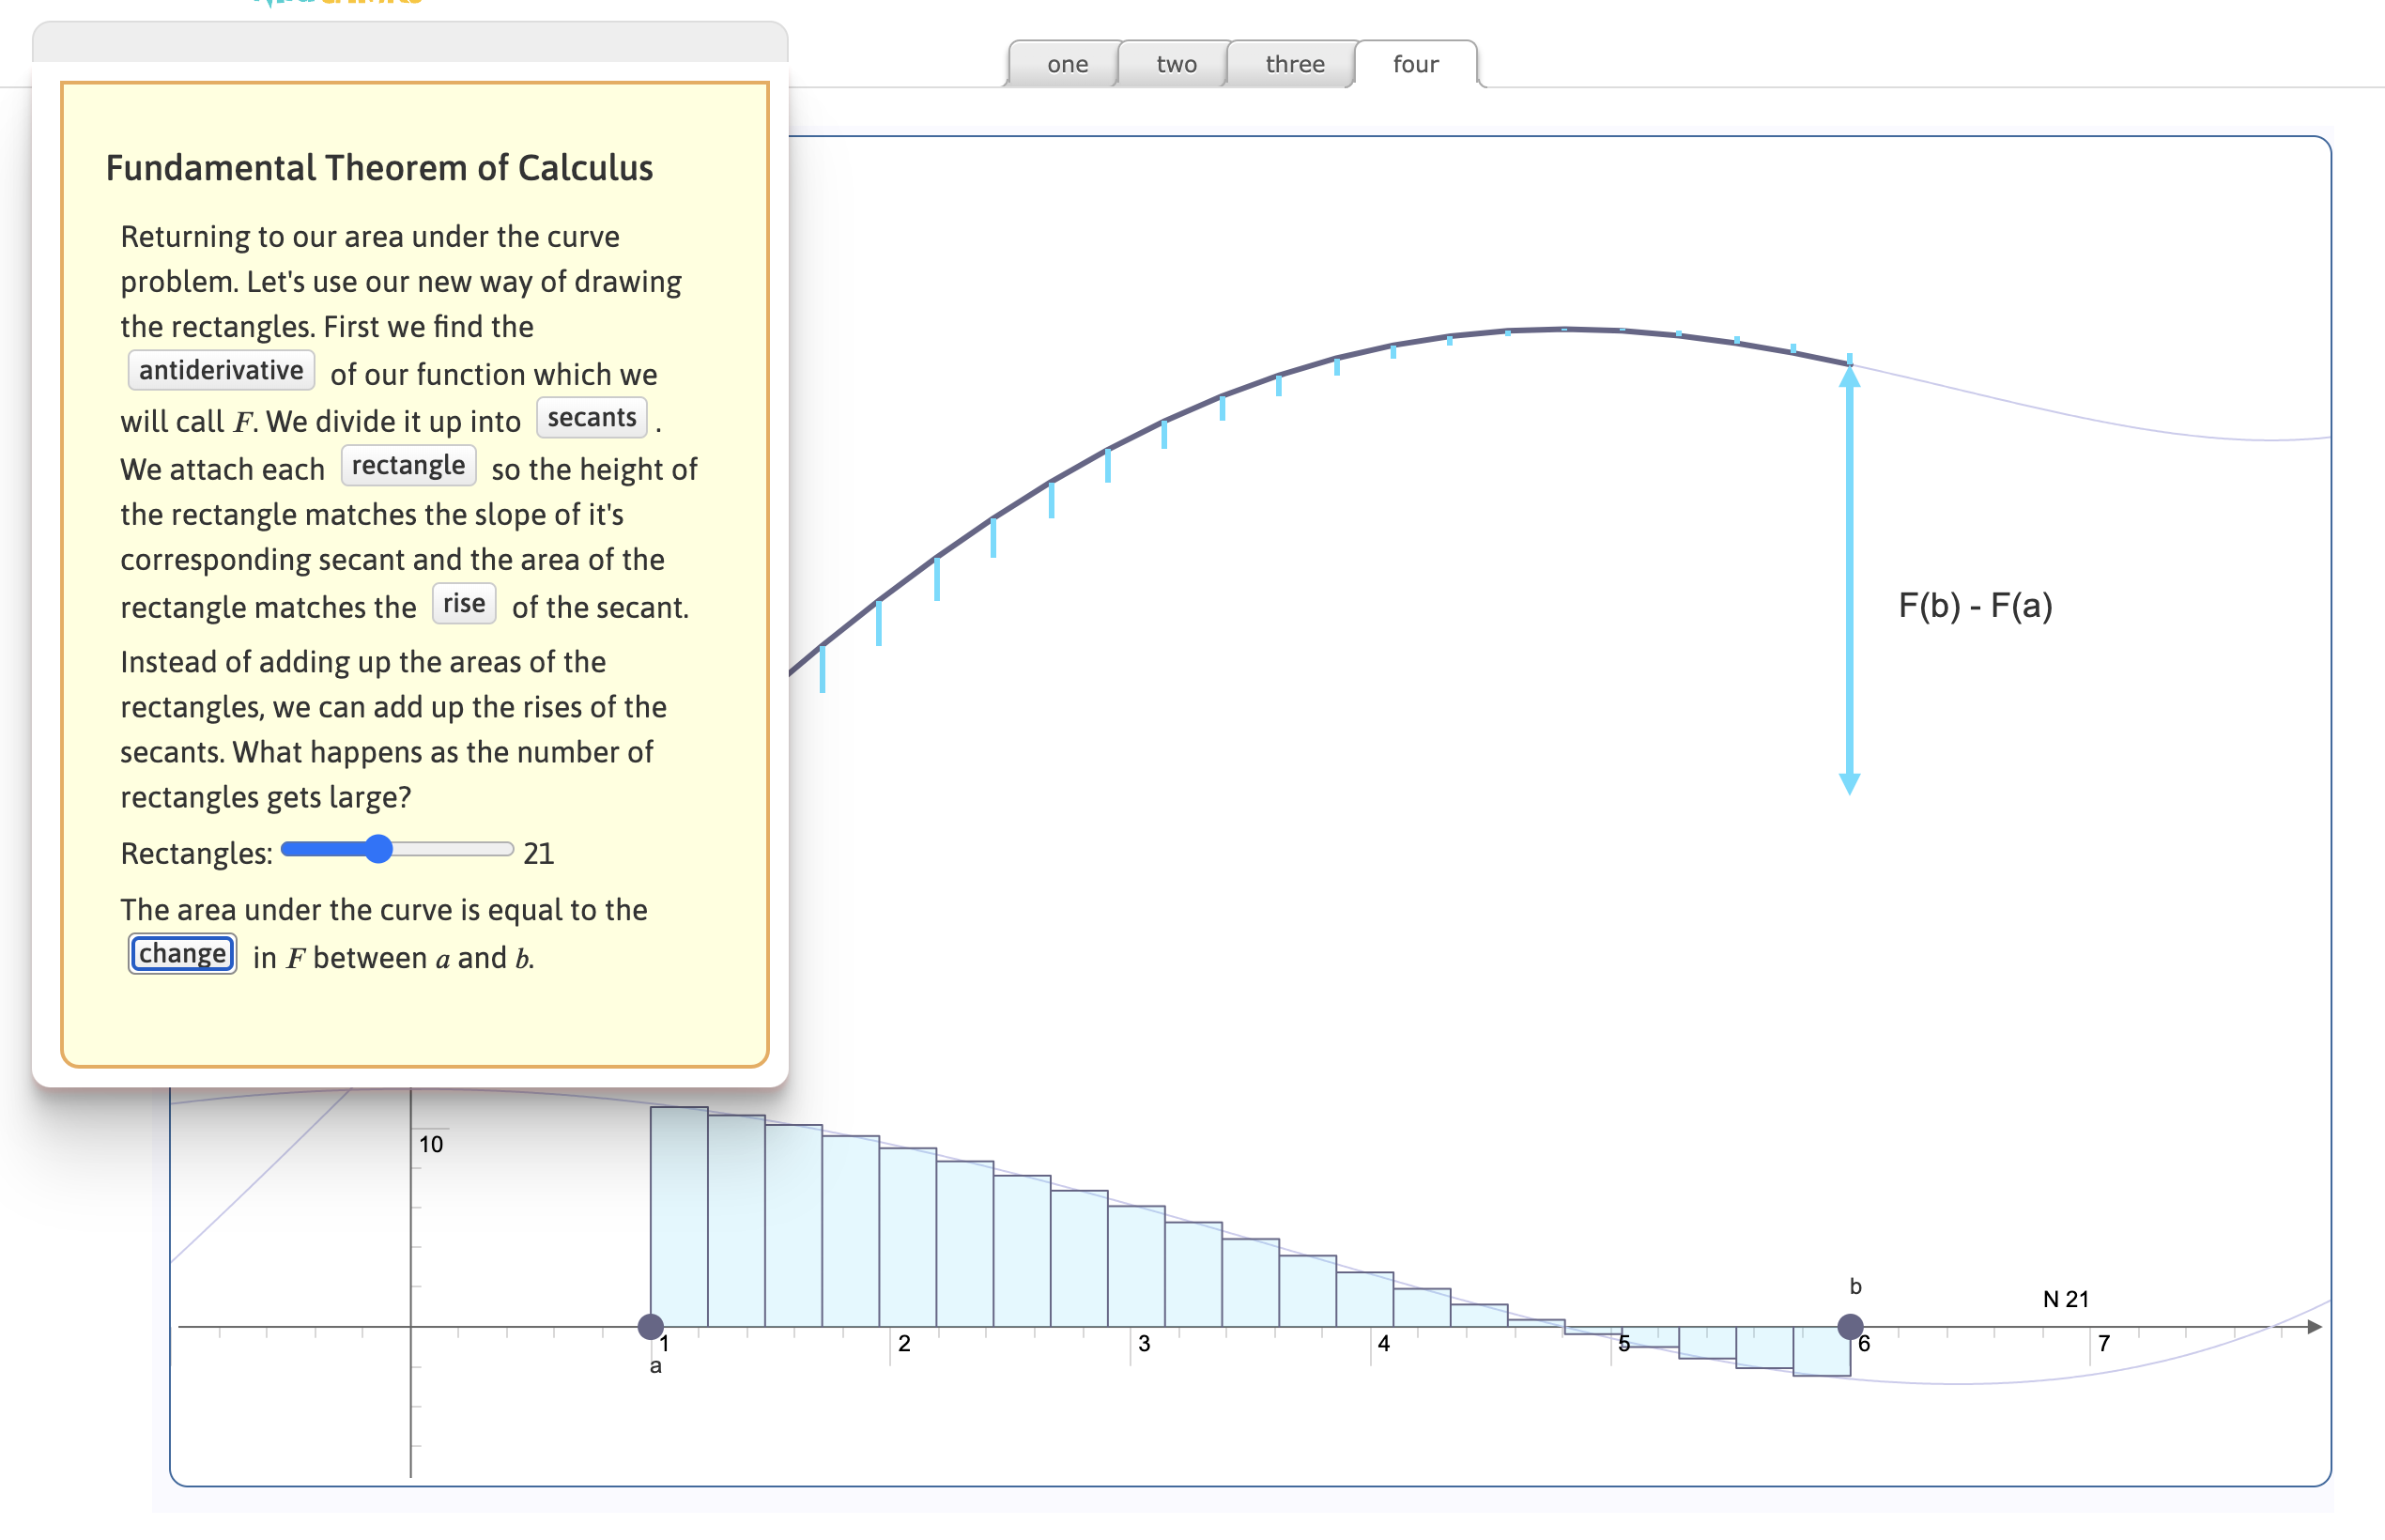 one two three four
Fundamental Theorem of Calculus
Returning to our area under the curve
problem. Let's use our new way of drawing
the rectangles. First we find the
antiderivative of our function which we
will call F. We divide it up into secants .
We attach each rectangle so the height of
the rectangle matches the slope of it's
corresponding secant and the area of the
rectangle matches the rise of the secant.
Instead of adding up the areas of the
rectangles, we can add up the rises of the
secants. What happens as the number of
rectangles gets large?
Rectangles: 21
The area under the curve is equal to the
change in F between a and b.
F(b) - F(a)
10
b
N 21
1 2 3 4 5 6 7
a